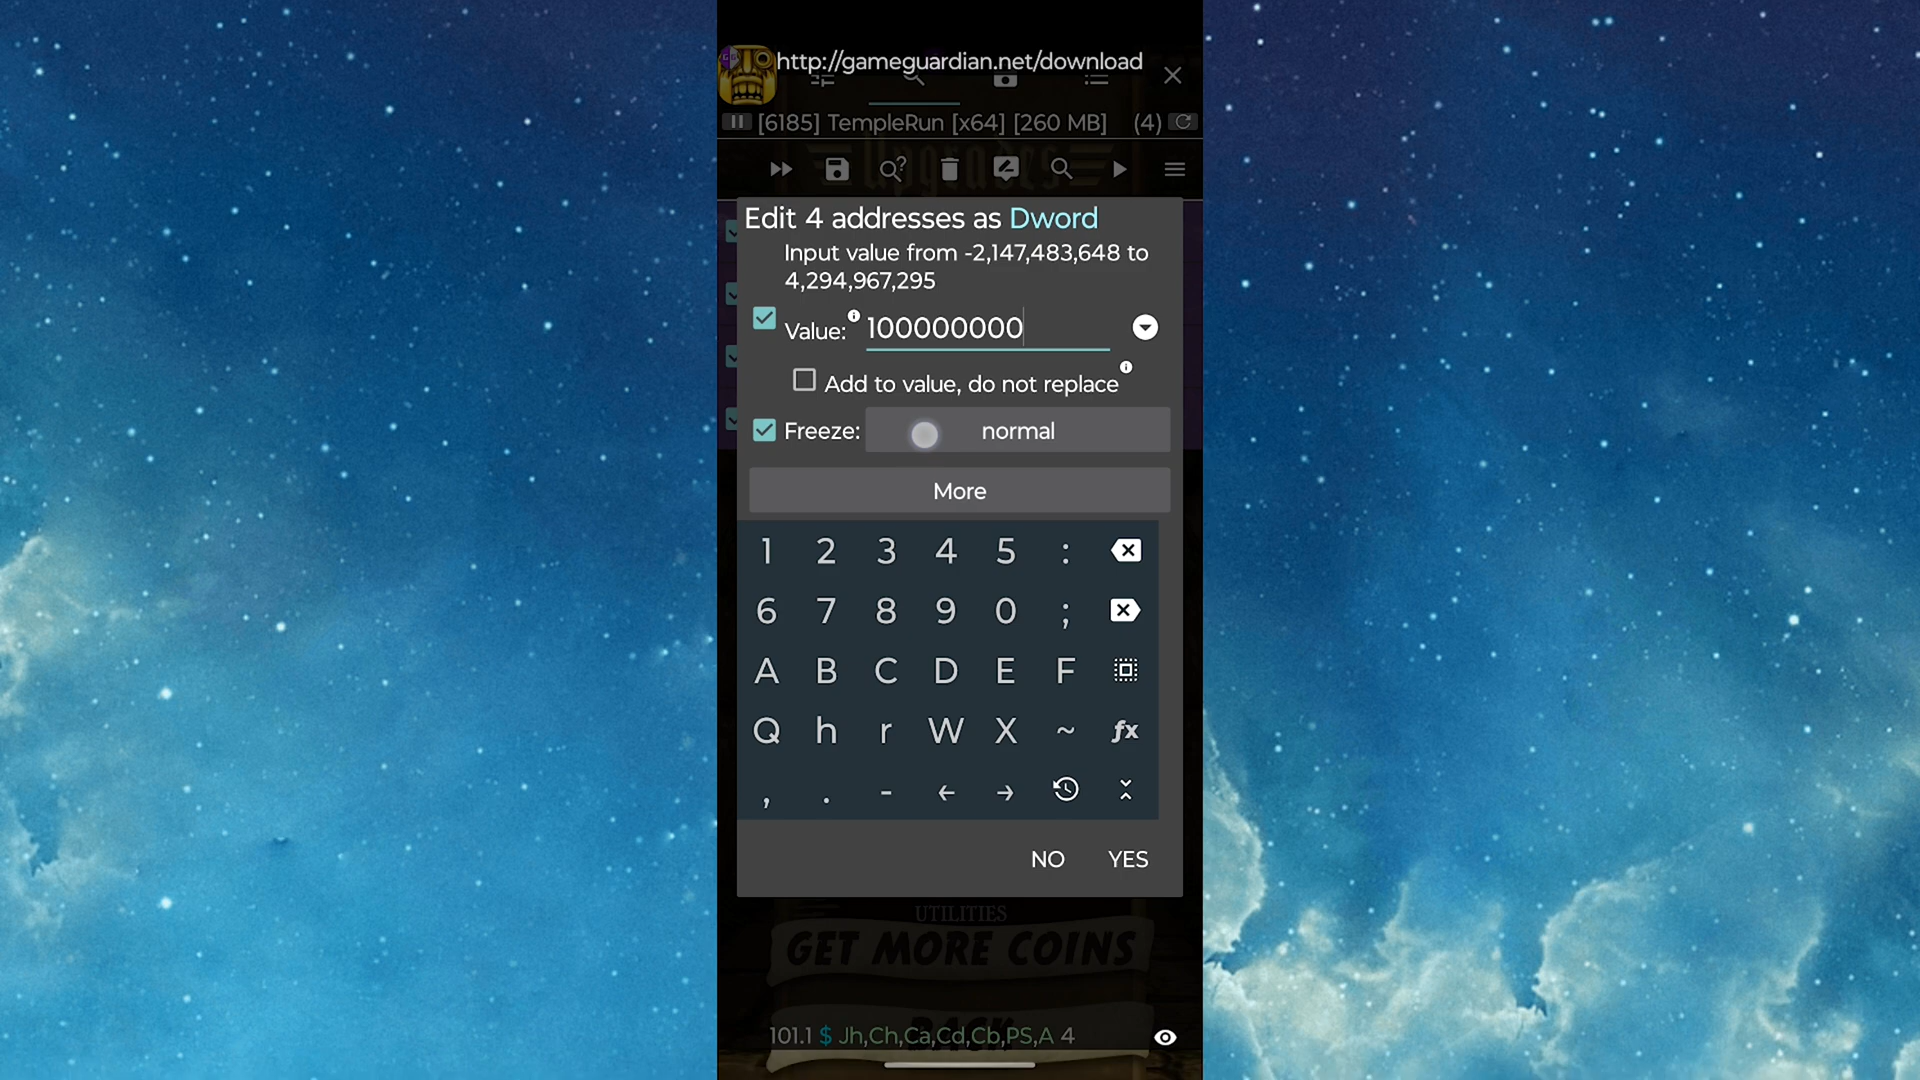 http://gameguardian.net/download
[6185] TempleRun [x64] [260 MB] (4)
Upgrades
Edit 4 addresses as Dword
Input value from -2,147,483,648 to
4,294,967,295
Value: 100000000
Add to value, do not replace
Freeze: normal
More
1 2 3 4 5 :
6 7 8 9 0 ;
A B C D E F
Q h r W X ~ fx
, . - ← →
NO YES
UTILITIES
GET MORE COINS
BACK
101.1 $ Jh,Ch,Ca,Cd,Cb,PS,A 4